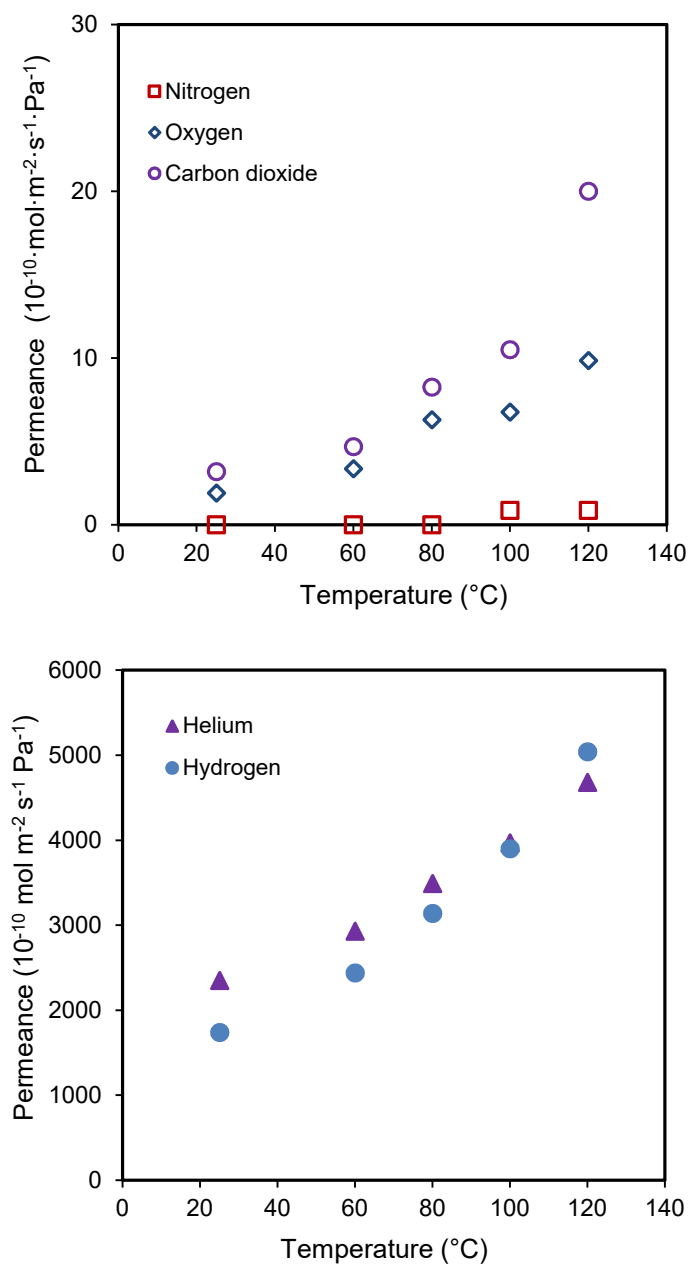 30
20
10
0
Nitrogen
Oxygen
Carbon dioxide
Permeance (10⁻¹⁰·mol·m⁻²·s⁻¹·Pa⁻¹)
0 20 40 60 80 100 120 140
Temperature (°C)
6000
5000
4000
3000
2000
1000
0
Helium
Hydrogen
Permeance (10⁻¹⁰ mol m⁻² s⁻¹ Pa⁻¹)
0 20 40 60 80 100 120 140
Temperature (°C)